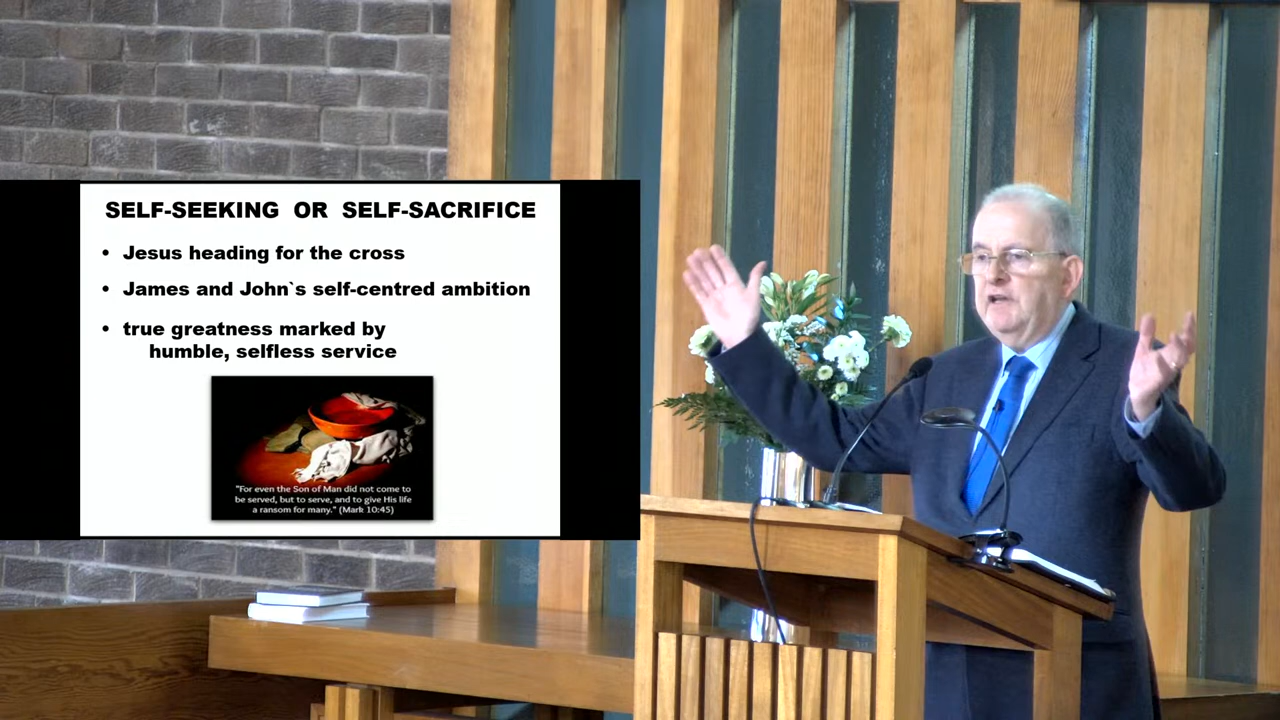 SELF-SEEKING OR SELF-SACRIFICE
• Jesus heading for the cross
• James and John`s self-centred ambition
• true greatness marked by
humble, selfless service
"For even the Son of Man did not come to
be served, but to serve, and to give His life
a ransom for many." (Mark 10:45)